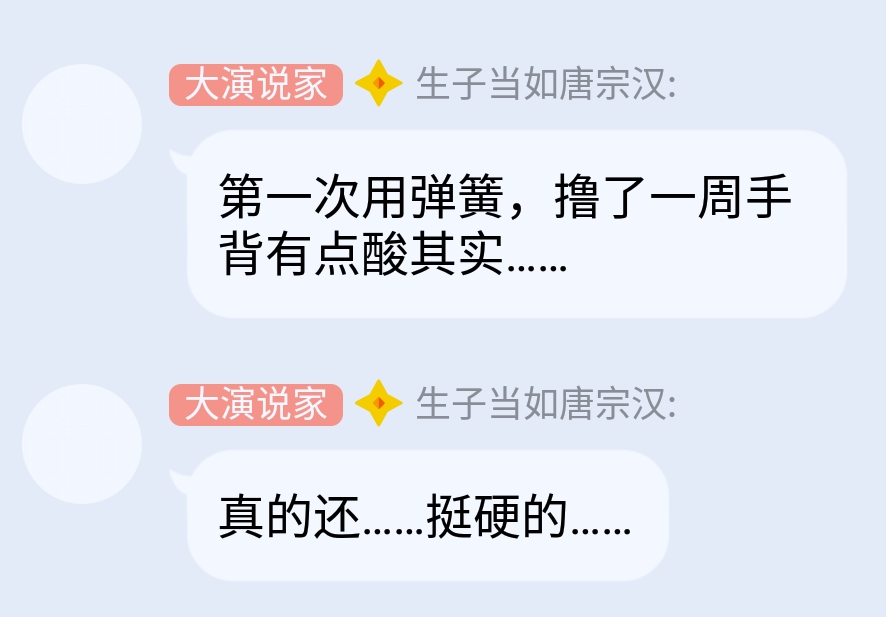 大演说家 生子当如唐宗汉:
第一次用弹簧，撸了一周手
背有点酸其实……
大演说家 生子当如唐宗汉:
真的还……挺硬的……